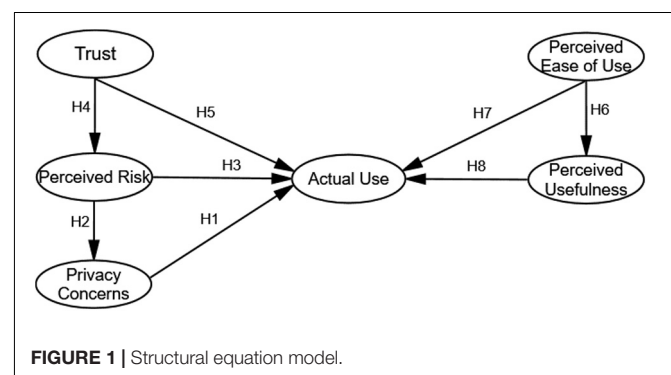 Trust
Perceived
Ease of Use
H4
H5
H7
H6
Perceived Risk
H3
Actual Use
H8
Perceived
Usefulness
H2
H1
Privacy
Concerns
FIGURE 1 | Structural equation model.